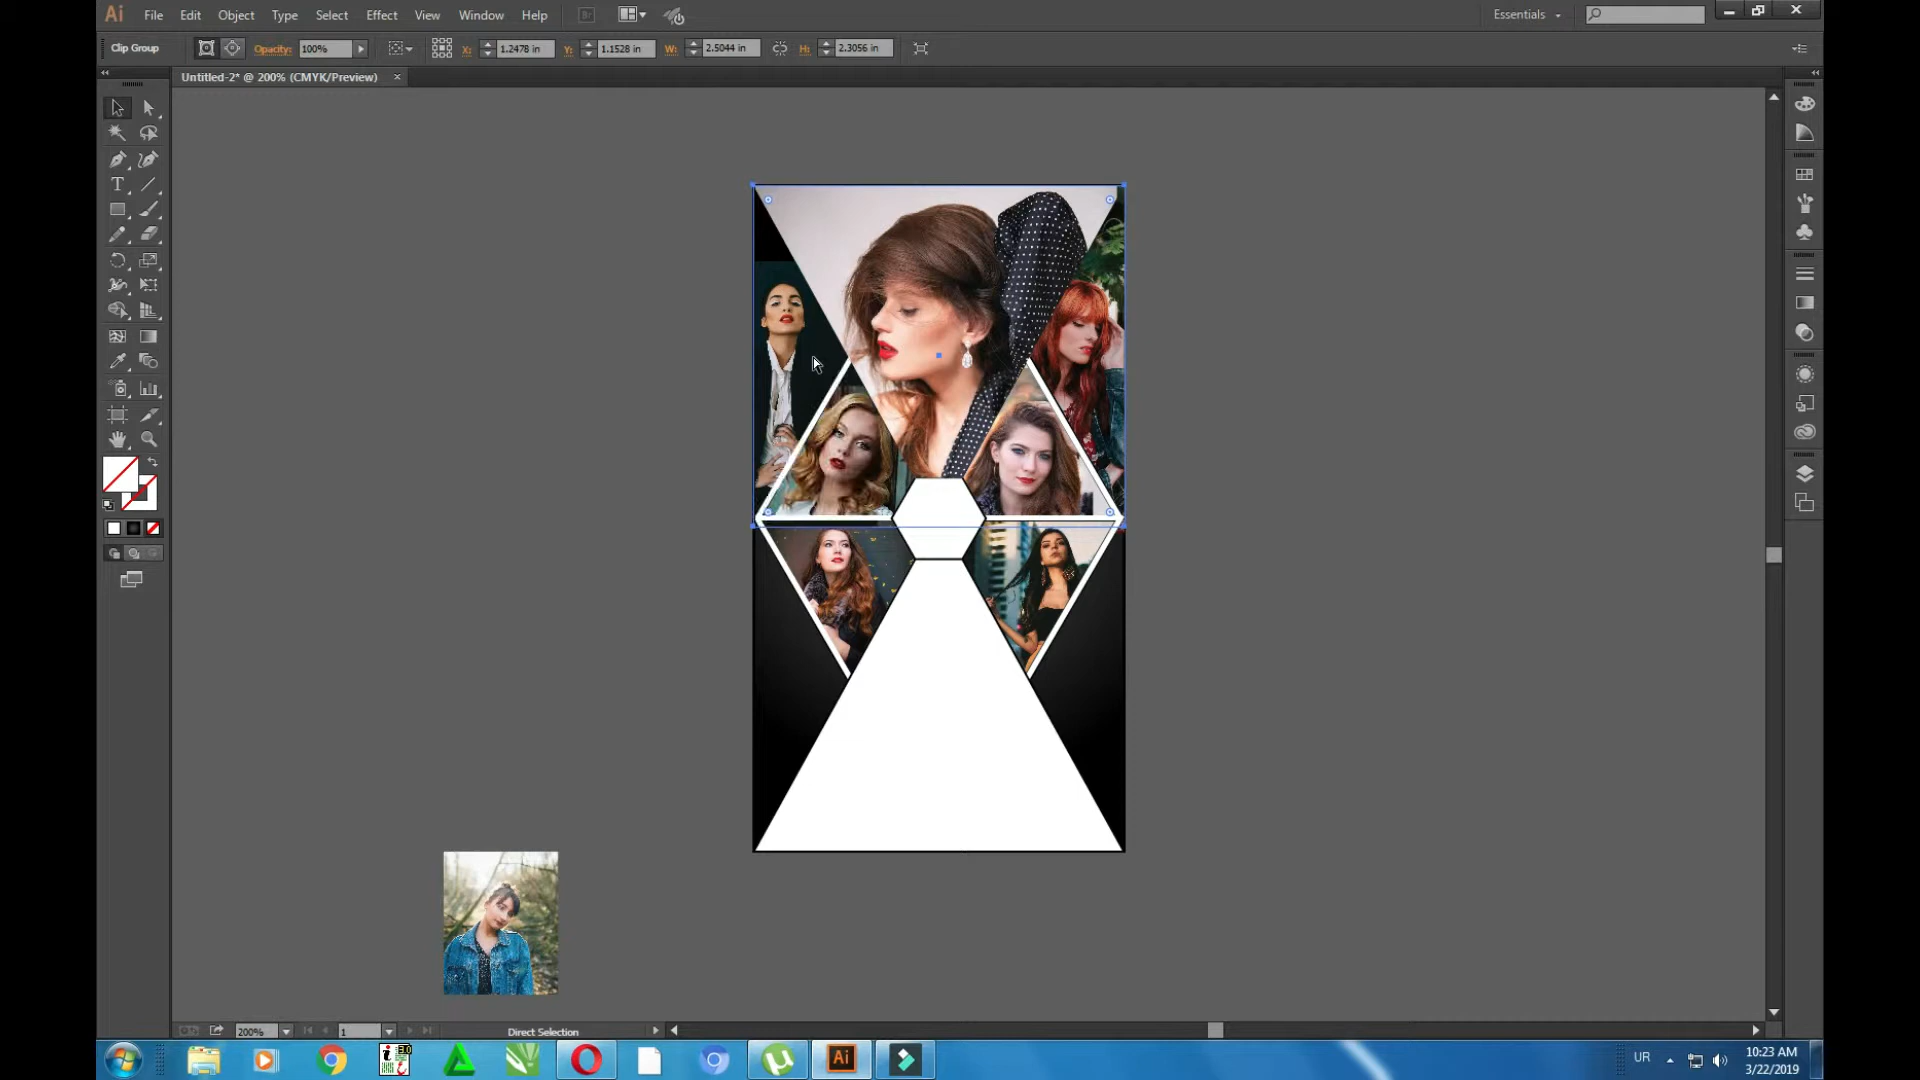 Ai File Edit Object Type Select Effect View Window Help Br Essentials
Clip Group Opacity: 100% X: 1.2478 in Y: 1.1528 in W: 2.5044 in H: 2.3056 in
Untitled-2* @ 200% (CMYK/Preview)
200% 1 Direct Selection
Ai UR 10:23 AM
3/22/2019